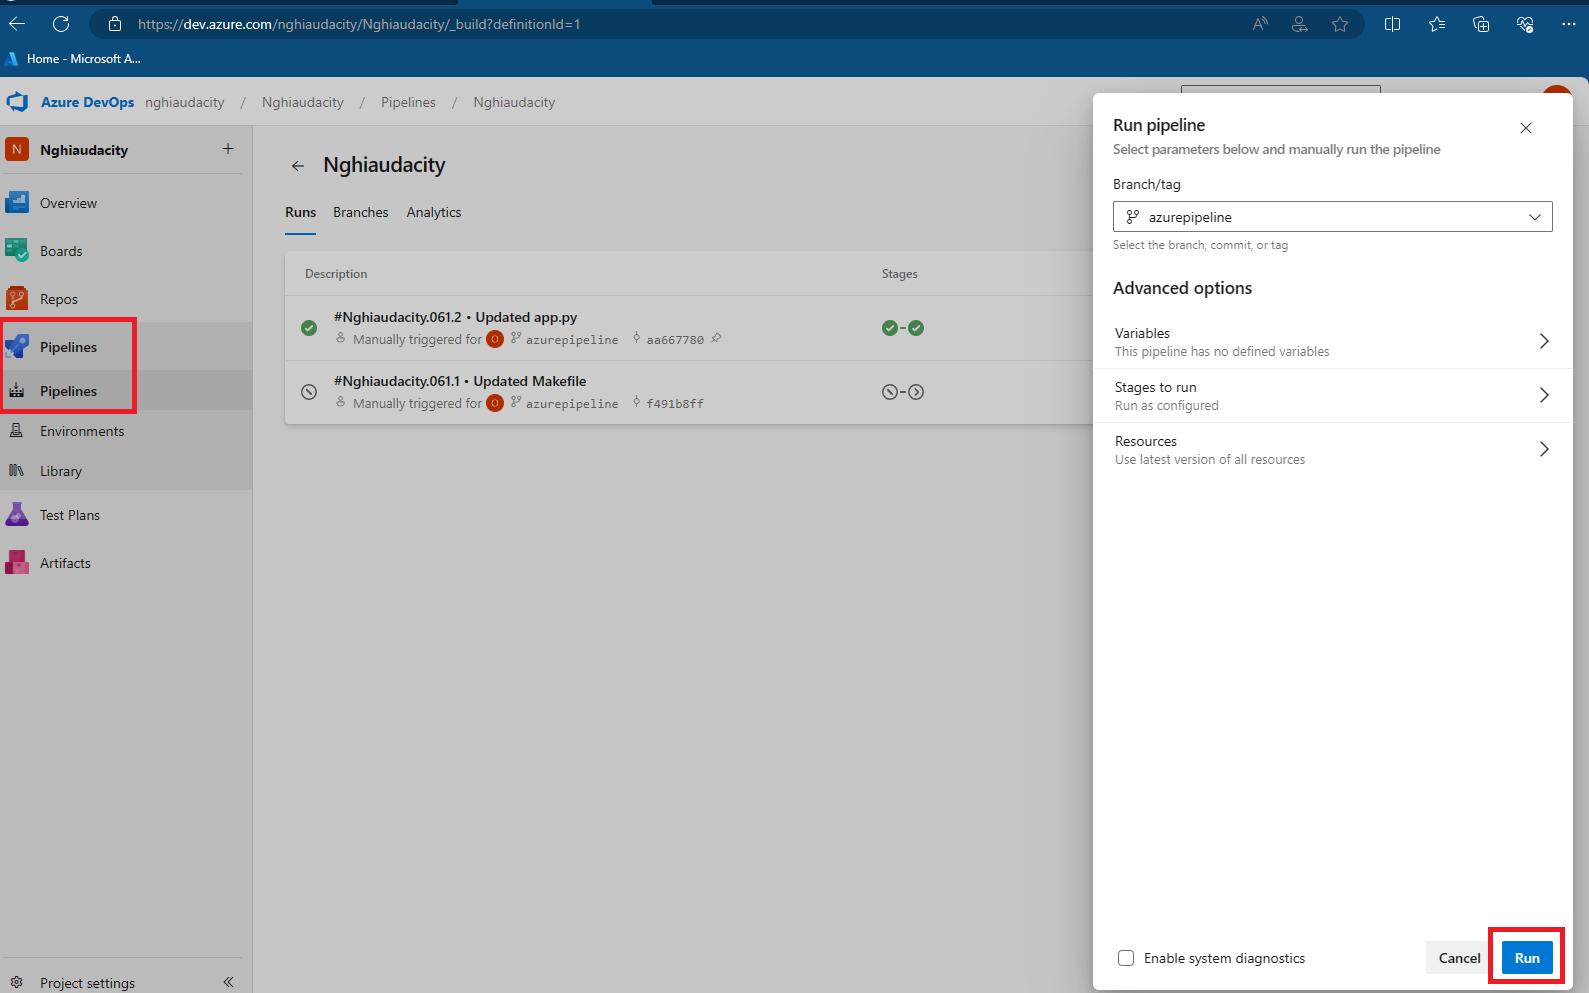 https://dev.azure.com/nghiaudacity/Nghiaudacity/_build?definitionId=1
Home - Microsoft A...
Azure DevOps nghiaudacity / Nghiaudacity / Pipelines / Nghiaudacity
N Nghiaudacity +
Overview
Boards
Repos
Pipelines
Pipelines
Environments
Library
Test Plans
Artifacts
Project settings
Nghiaudacity
Runs Branches Analytics
Description Stages
#Nghiaudacity.061.2 • Updated app.py
Manually triggered for O azurepipeline aa667780
#Nghiaudacity.061.1 • Updated Makefile
Manually triggered for O azurepipeline f491b8ff
Run pipeline
Select parameters below and manually run the pipeline
Branch/tag
azurepipeline
Select the branch, commit, or tag
Advanced options
Variables
This pipeline has no defined variables
Stages to run
Run as configured
Resources
Use latest version of all resources
Enable system diagnostics
Cancel
Run